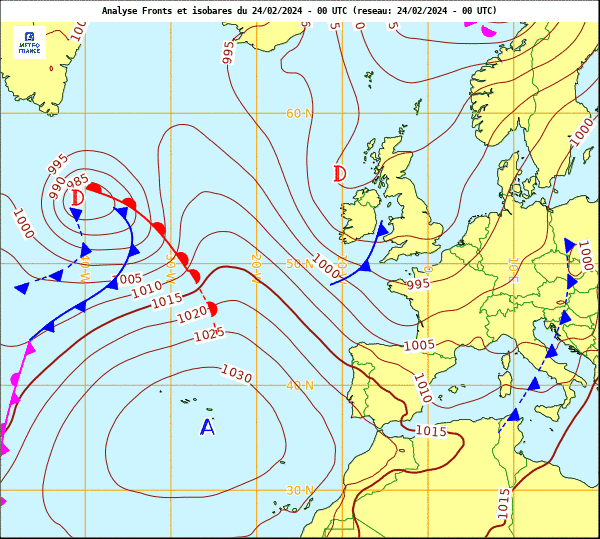 Analyse Fronts et isobares du 24/02/2024 - 00 UTC (reseau: 24/02/2024 - 00 UTC)
METEO
FRANCE
100
995
60 N
1000
995
985
990
D
D
1000
1000
50 N
40 W
20 W
1000
1005
995
1010
1015
1020
1025
1005
1030
40 N
1010
A
1015
30 N
1015